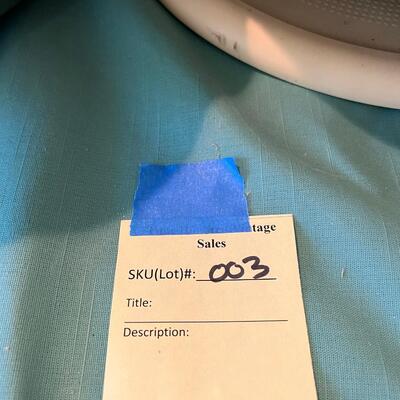 tage
Sales
SKU(Lot)#: 003
Title:
Description: